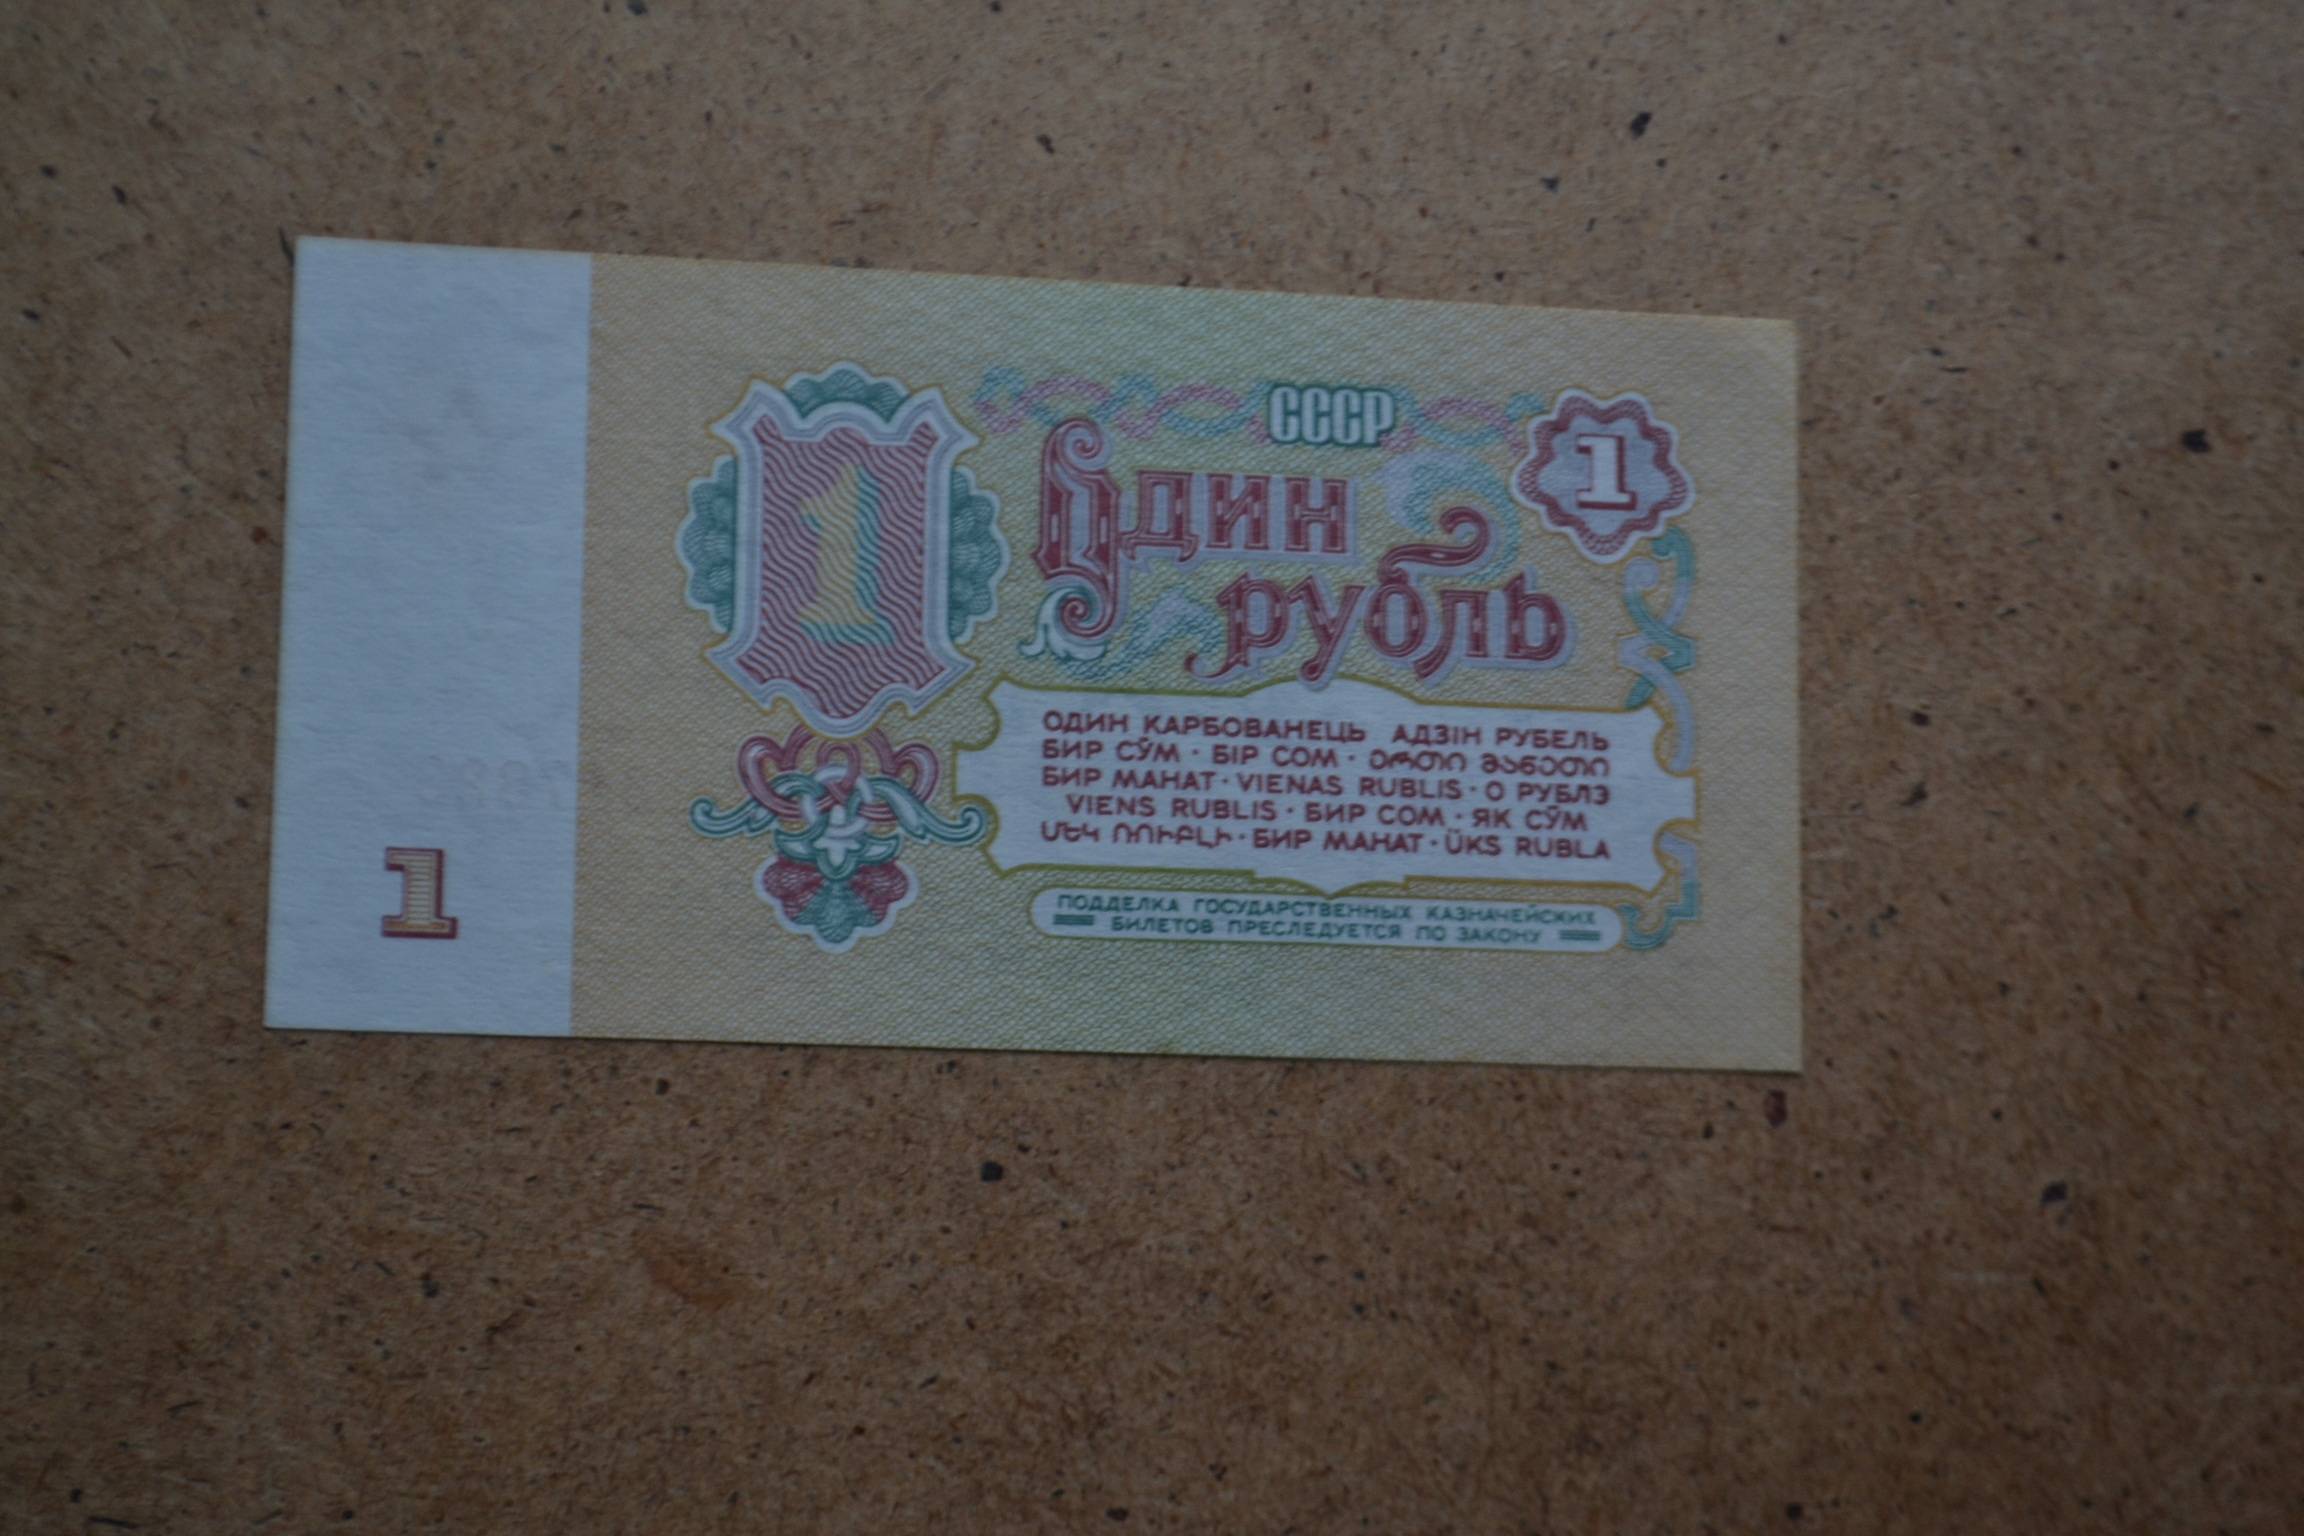 СССР
1
1
Один
рубль
ОДИН КАРБОВАНЕЦЬ АДЗІН РУБЕЛЬ
БИР СЎМ · БІР СОМ · ᲔᲠᲗᲘ ᲛᲐᲜᲔᲗᲘ
БИР МАНАТ · VIENAS RUBLIS · О РУБЛЭ
VIENS RUBLIS · БИР СОМ · ЯК СӮМ
ՄԵԿ ՌՈՒԲԼԻ · БИР МАНАТ · ÜKS RUBLA
ПОДДЕЛКА ГОСУДАРСТВЕННЫХ КАЗНАЧЕЙСКИХ
БИЛЕТОВ ПРЕСЛЕДУЕТСЯ ПО ЗАКОНУ
1